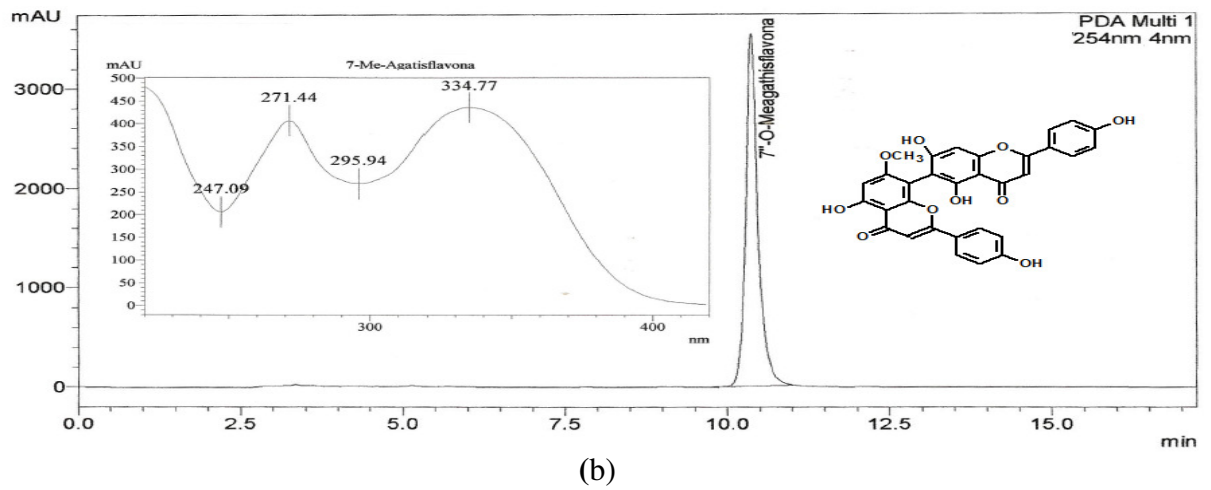 mAU
PDA Multi 1
254nm 4nm
3000
2000
1000
0
0.0 2.5 5.0 7.5 10.0 12.5 15.0
min
7"-O-Meagathisflavona
mAU
7-Me-Agatisflavona
500
450
400
350
300
250
200
150
100
50
0
247.09
271.44
295.94
334.77
300 400
nm
OH
HO
O
OCH3
OH
O
HO
O
O
OH
(b)